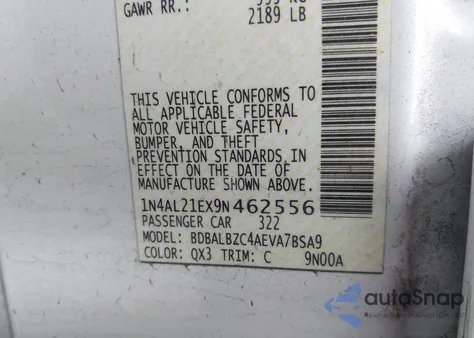 GAWR RR.:
2189 LB
THIS VEHICLE CONFORMS TO
ALL APPLICABLE FEDERAL
MOTOR VEHICLE SAFETY,
BUMPER, AND THEFT
PREVENTION STANDARDS IN
EFFECT ON THE DATE OF
MANUFACTURE SHOWN ABOVE.
1N4AL21EX9N462556
PASSENGER CAR 322
MODEL: BDBALBZC4AEVA7BSA9
COLOR: QX3 TRIM: C 9N00A
autoSnap